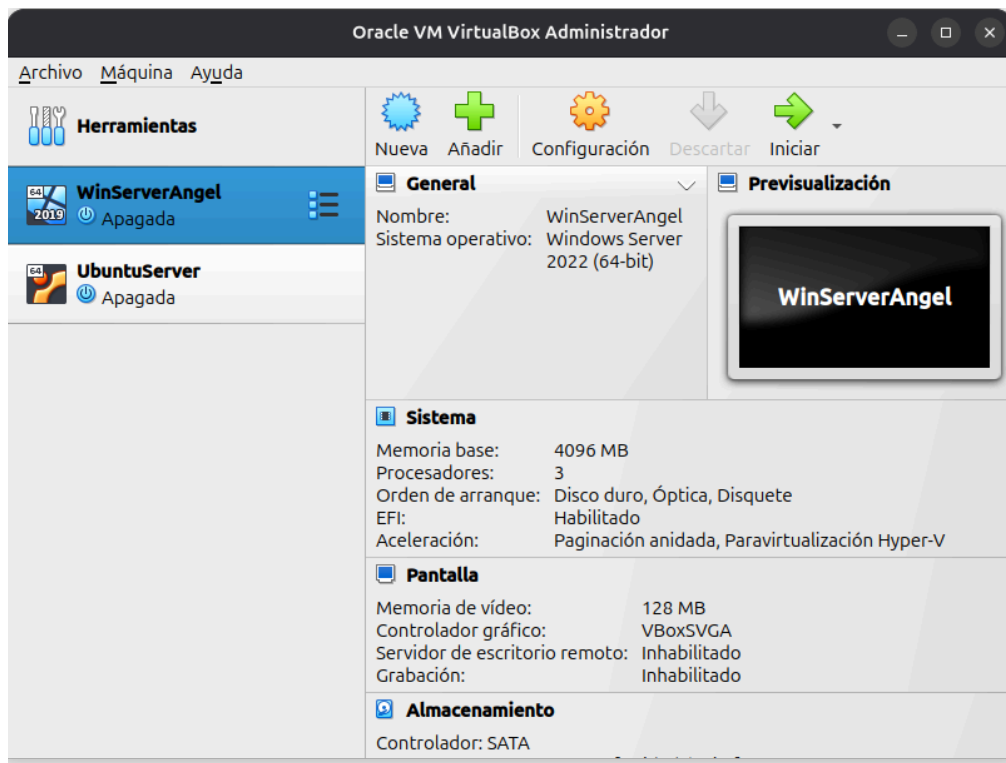 Oracle VM VirtualBox Administrador
Archivo Máquina Ayuda
Herramientas
Nueva Añadir Configuración Descartar Iniciar
64
2019
WinServerAngel
Apagada
64
UbuntuServer
Apagada
General
Nombre: WinServerAngel
Sistema operativo: Windows Server
2022 (64-bit)
Previsualización
WinServerAngel
Sistema
Memoria base: 4096 MB
Procesadores: 3
Orden de arranque: Disco duro, Óptica, Disquete
EFI: Habilitado
Aceleración: Paginación anidada, Paravirtualización Hyper-V
Pantalla
Memoria de vídeo: 128 MB
Controlador gráfico: VBoxSVGA
Servidor de escritorio remoto: Inhabilitado
Grabación: Inhabilitado
Almacenamiento
Controlador: SATA